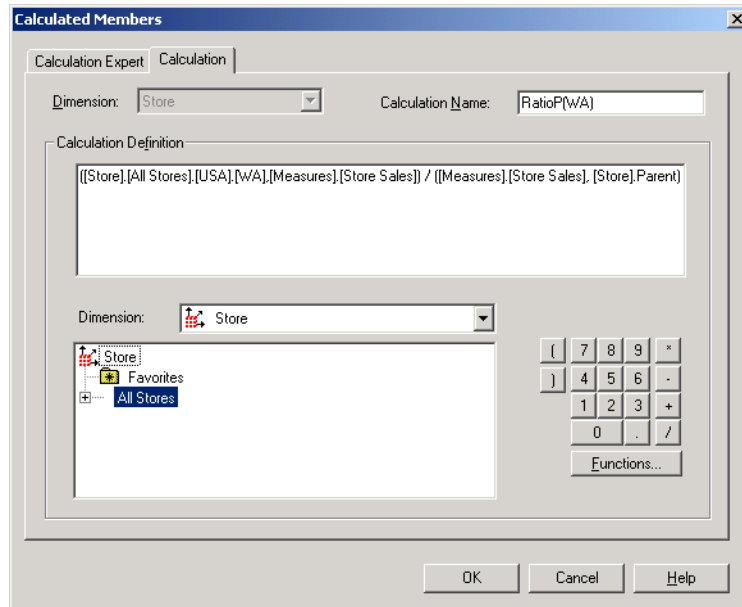 Calculated Members
Calculation Expert Calculation
Dimension: Store Calculation Name: RatioP(WA)
Calculation Definition
([Store].[All Stores].[USA].[WA],[Measures].[Store Sales]) / ([Measures].[Store Sales], [Store].Parent)
Dimension: Store
Store
Favorites
All Stores
( 7 8 9 *
) 4 5 6 -
1 2 3 +
0 . /
Functions...
OK Cancel Help